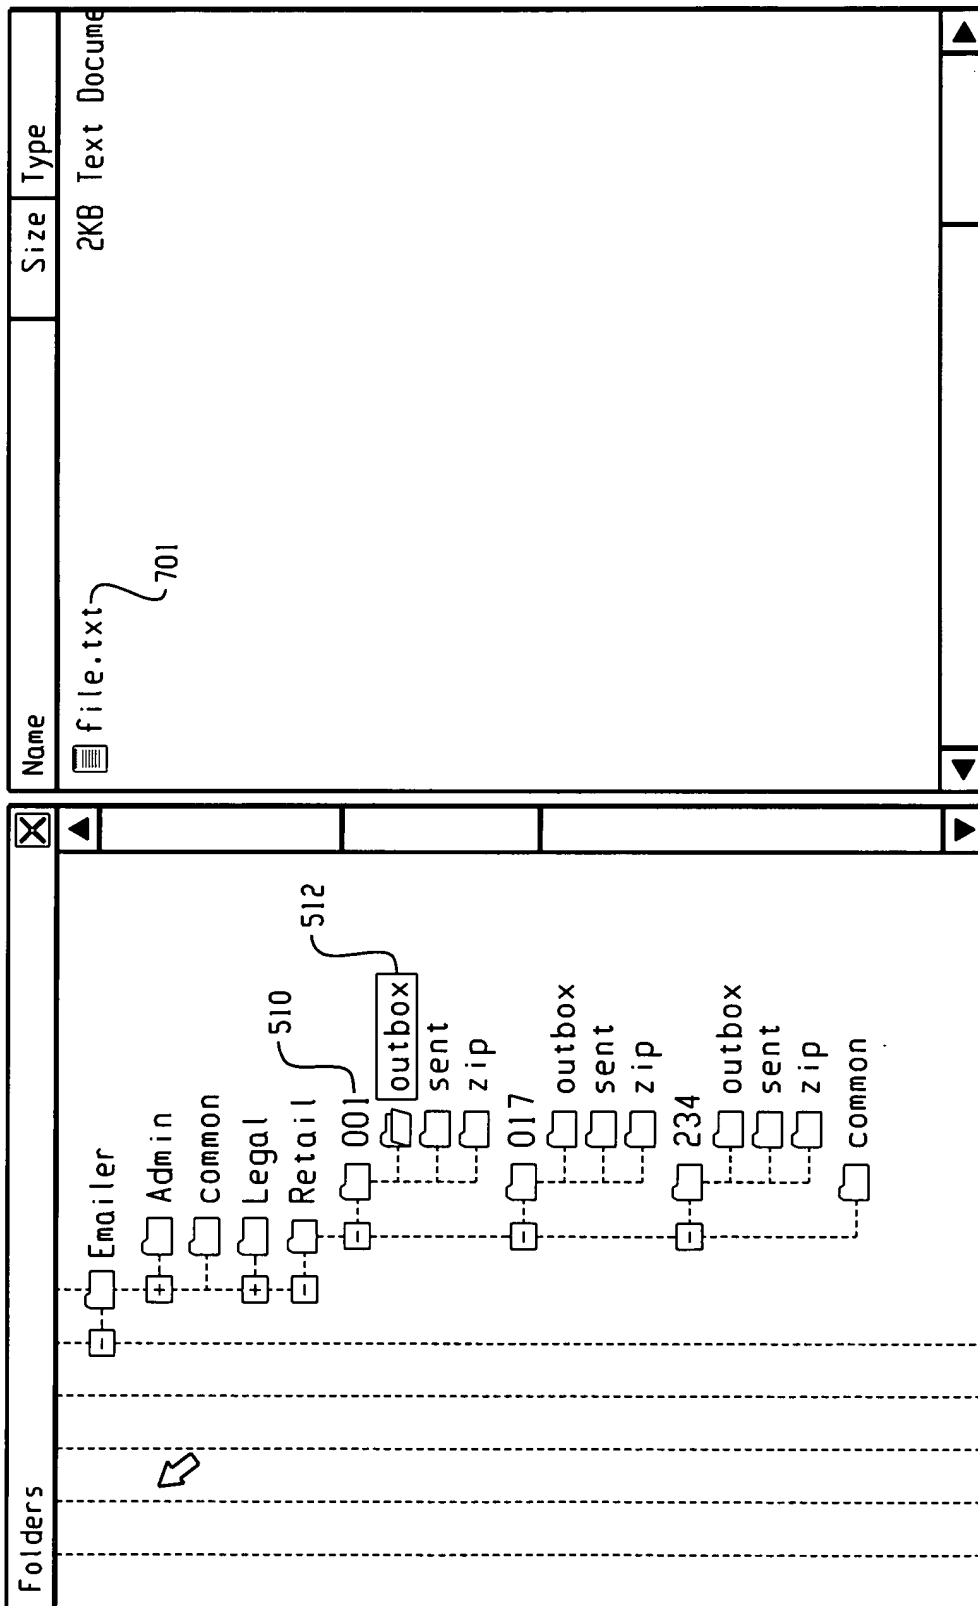 Folders
Emailer
Admin
common
Legal
Retail
001
510
outbox
512
sent
zip
017
outbox
sent
zip
234
outbox
sent
zip
common
Name Size Type
file.txt 2KB Text Docume
701